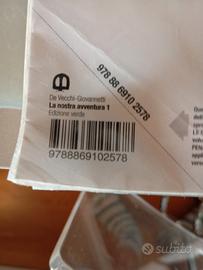 978 88 6910 2578
De Vecchi-Giovannetti
La nostra avventura 1
Edizione verde
9788869102578
subito